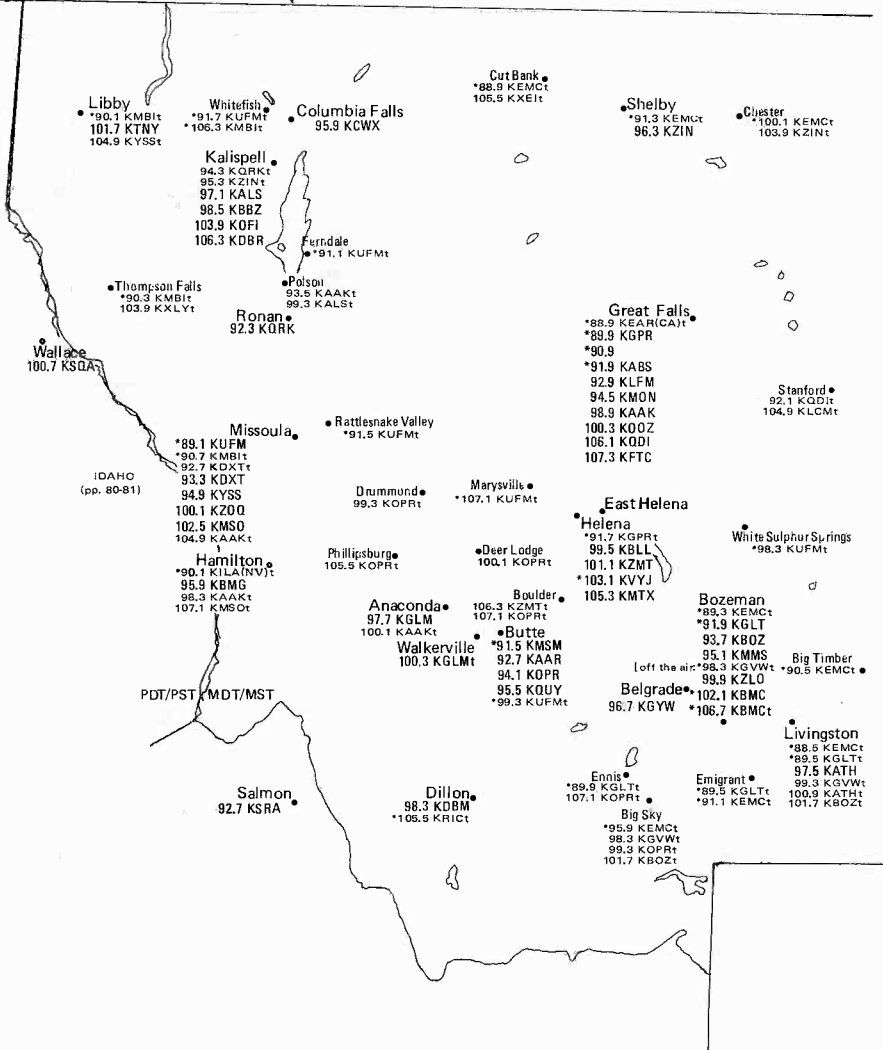 Cut Bank
*88.9 KEMCt
105.5 KXEIt
Libby
*90.1 KMBIt
101.7 KTNY
104.9 KYSSt
Whitefish
*91.7 KUFMt
*106.3 KMBIt
Columbia Falls
95.9 KCWX
Shelby
*91.3 KEMCt
96.3 KZIN
Chester
*100.1 KEMCt
103.9 KZINt
Kalispell
94.3 KQRKt
95.3 KZINt
97.1 KALS
98.5 KBBZ
103.9 KOFI
106.3 KDBR
Ferndale
*91.1 KUFMt
Thompson Falls
*90.3 KMBIt
103.9 KXLYt
Polson
93.5 KAAKt
99.3 KALSt
Ronan
92.3 KQRK
Wallace
100.7 KSQA
Great Falls
*88.9 KEAR(CA)t
*89.9 KGPR
*90.9
*91.9 KABS
92.9 KLFM
94.5 KMON
98.9 KAAK
100.3 KOOZ
106.1 KQDI
107.3 KFTC
Stanford
92.1 KQDIt
104.9 KLCMt
Missoula
*89.1 KUFM
*90.7 KMBIt
92.7 KDXTt
93.3 KDXT
94.9 KYSS
100.1 KZOQ
102.5 KMSO
104.9 KAAKt
Rattlesnake Valley
*91.5 KUFMt
IDAHO
(pp. 80-81)
Drummond
99.3 KOPRt
Marysville
*107.1 KUFMt
East Helena
Helena
*91.7 KGPRt
99.5 KBLL
101.1 KZMT
*103.1 KVYJ
105.3 KMTX
White Sulphur Springs
*98.3 KUFMt
Hamilton
*90.1 KILA(NV)t
95.9 KBMG
98.3 KAAKt
107.1 KMSOt
Phillipsburg
105.5 KOPRt
Deer Lodge
100.1 KOPRt
Boulder
106.3 KZMTt
107.1 KOPRt
Anaconda
97.7 KGLM
100.1 KAAKt
Walkerville
100.3 KGLMt
Butte
*91.5 KMSM
92.7 KAAR
94.1 KOPR
95.5 KQUY
*99.3 KUFMt
Bozeman
*89.3 KEMCt
*91.9 KGLT
93.7 KBOZ
95.1 KMMS
[off the air: *98.3 KGVWt
99.9 KZLO
*102.1 KBMC
*106.7 KBMCt
Big Timber
*90.5 KEMCt
Belgrade
96.7 KGYW
PDT/PST MDT/MST
Livingston
*88.5 KEMCt
*89.5 KGLTt
97.5 KATH
99.3 KGVWt
100.9 KATHt
101.7 KBOZt
Salmon
92.7 KSRA
Dillon
98.3 KDBM
*105.5 KRICt
Ennis
*89.9 KGLTt
107.1 KOPRt
Emigrant
*89.5 KGLTt
*91.1 KEMCt
Big Sky
*95.9 KEMCt
98.3 KGVWt
99.3 KOPRt
101.7 KBOZt